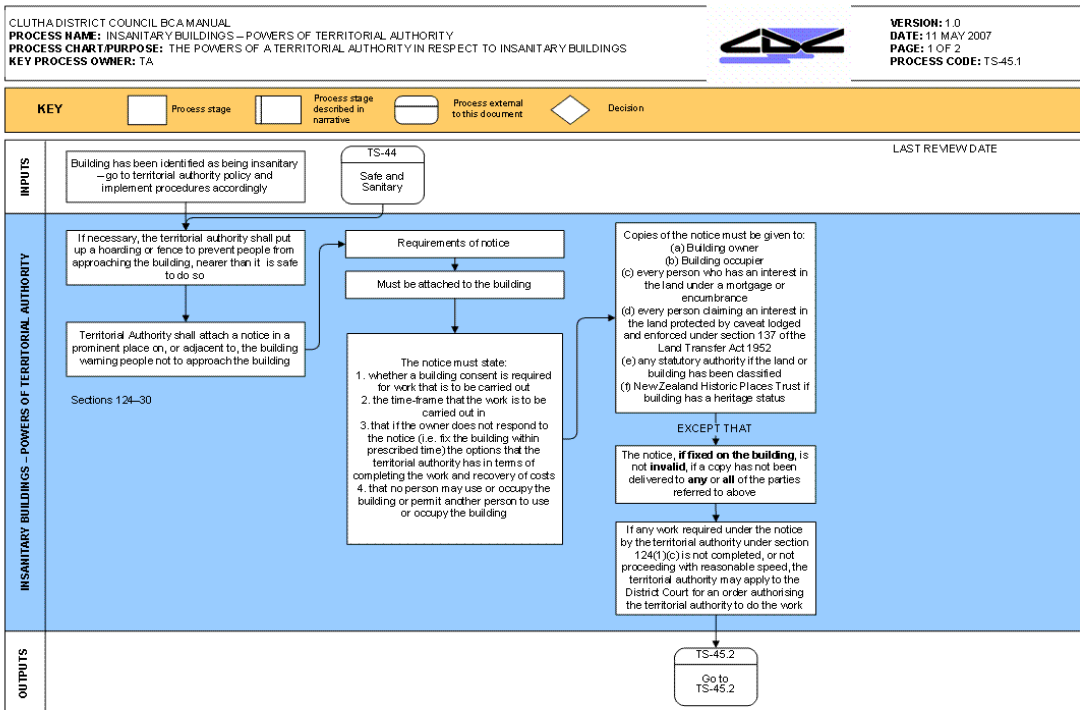 CLUTHA DISTRICT COUNCIL BCA MANUAL
PROCESS NAME: INSANITARY BUILDINGS – POWERS OF TERRITORIAL AUTHORITY
PROCESS CHART/PURPOSE: THE POWERS OF A TERRITORIAL AUTHORITY IN RESPECT TO INSANITARY BUILDINGS
KEY PROCESS OWNER: TA
CDC
VERSION: 1.0
DATE: 11 MAY 2007
PAGE: 1 OF 2
PROCESS CODE: TS-45.1
KEY
Process stage
Process stage
described in
narrative
Process external
to this document
Decision
INPUTS
Building has been identified as being insanitary
– go to territorial authority policy and
implement procedures accordingly
TS-44
Safe and
Sanitary
LAST REVIEW DATE
INSANITARY BUILDINGS – POWERS OF TERRITORIAL AUTHORITY
If necessary, the territorial authority shall put
up a hoarding or fence to prevent people from
approaching the building, nearer than it is safe
to do so
Territorial Authority shall attach a notice in a
prominent place on, or adjacent to, the building
warning people not to approach the building
Sections 124–30
Requirements of notice
Must be attached to the building
The notice must state:
1. whether a building consent is required
for work that is to be carried out
2. the time-frame that the work is to be
carried out in
3. that if the owner does not respond to
the notice (i.e. fix the building within
prescribed time) the options that the
territorial authority has in terms of
completing the work and recovery of costs
4. that no person may use or occupy the
building or permit another person to use
or occupy the building
Copies of the notice must be given to:
(a) Building owner
(b) Building occupier
(c) every person who has an interest in
the land under a mortgage or
encumbrance
(d) every person claiming an interest in
the land protected by caveat lodged
and enforced under section 137 of the
Land Transfer Act 1952
(e) any statutory authority if the land or
building has been classified
(f) New Zealand Historic Places Trust if
building has a heritage status
EXCEPT THAT
The notice, if fixed on the building, is
not invalid, if a copy has not been
delivered to any or all of the parties
referred to above
If any work required under the notice
by the territorial authority under section
124(1)(c) is not completed, or not
proceeding with reasonable speed, the
territorial authority may apply to the
District Court for an order authorising
the territorial authority to do the work
OUTPUTS
TS-45.2
Go to
TS-45.2